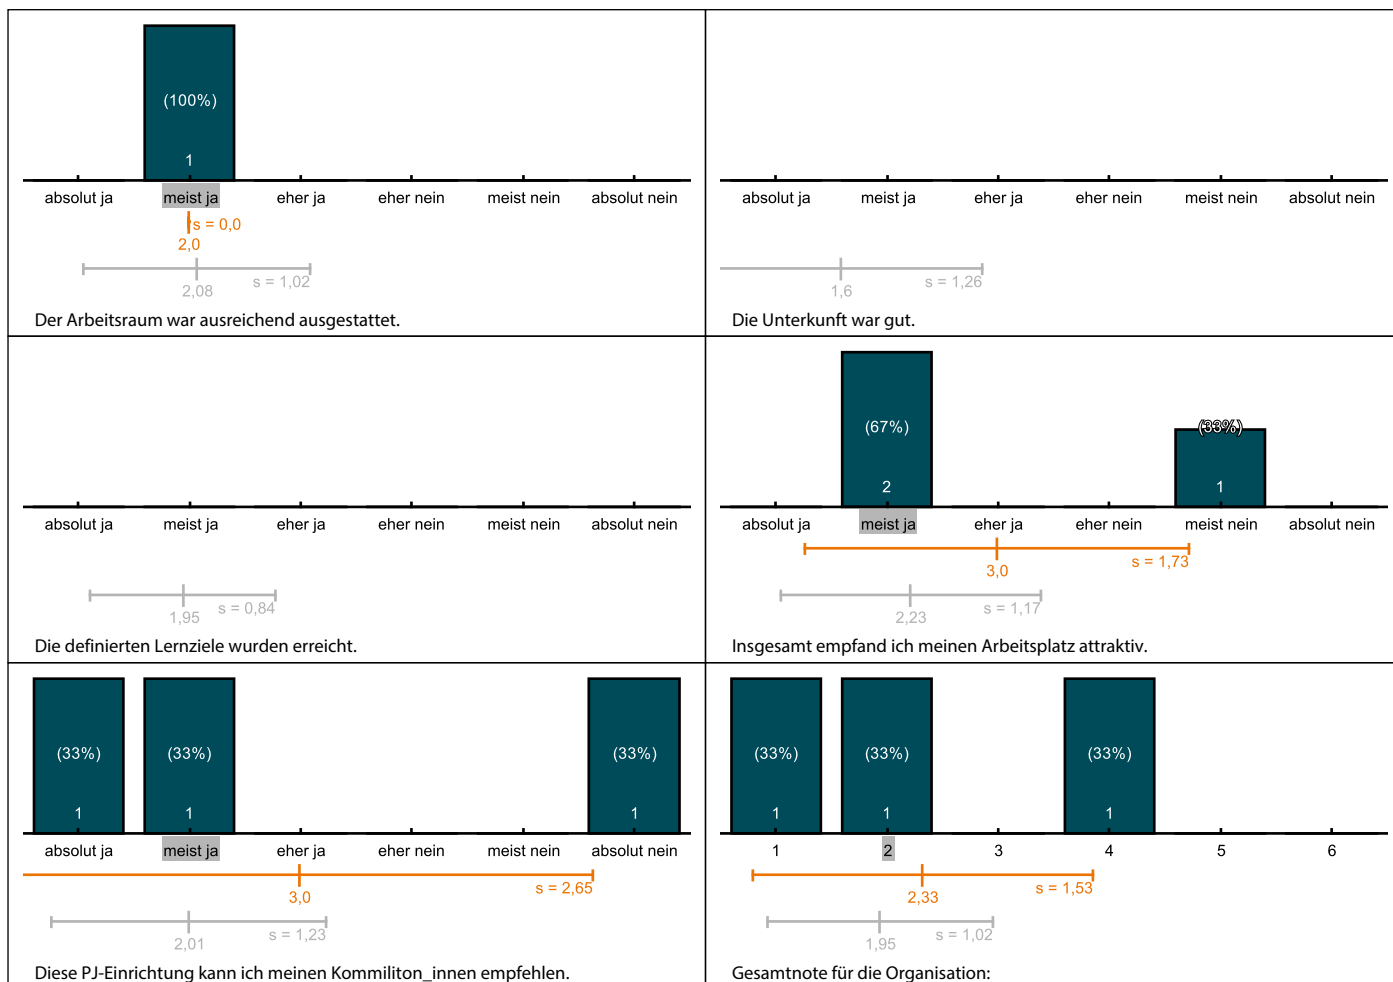 (100%)
1
absolut ja meist ja eher ja eher nein meist nein absolut nein
s = 0,0
2,0
s = 1,02
2,08
Der Arbeitsraum war ausreichend ausgestattet.
absolut ja meist ja eher ja eher nein meist nein absolut nein
s = 1,26
1,6
Die Unterkunft war gut.
absolut ja meist ja eher ja eher nein meist nein absolut nein
s = 0,84
1,95
Die definierten Lernziele wurden erreicht.
(67%) (33%)
2 1
absolut ja meist ja eher ja eher nein meist nein absolut nein
s = 1,73
3,0
s = 1,17
2,23
Insgesamt empfand ich meinen Arbeitsplatz attraktiv.
(33%) (33%) (33%)
1 1 1
absolut ja meist ja eher ja eher nein meist nein absolut nein
s = 2,65
3,0
s = 1,23
2,01
Diese PJ-Einrichtung kann ich meinen Kommiliton_innen empfehlen.
(33%) (33%) (33%)
1 1 1
1 2 3 4 5 6
s = 1,53
2,33
s = 1,02
1,95
Gesamtnote für die Organisation: